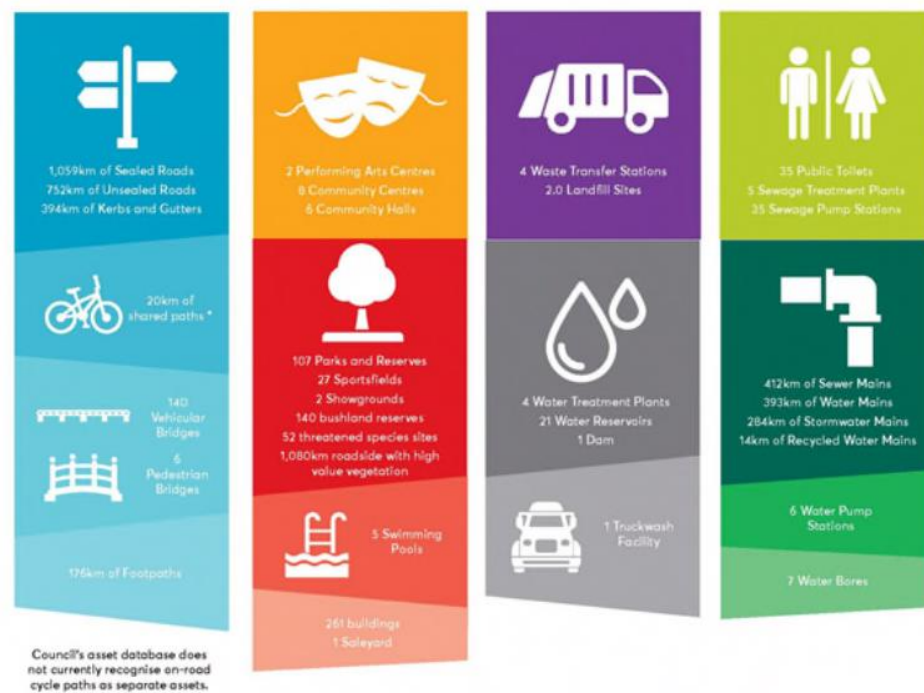 1,059km of Sealed Roads
752km of Unsealed Roads
394km of Kerbs and Gutters
20km of
shared paths *
140
Vehicular
Bridges
6
Pedestrian
Bridges
176km of Footpaths
Council's asset database does
not currently recognise on-road
cycle paths as separate assets.
2 Performing Arts Centres
8 Community Centres
6 Community Halls
107 Parks and Reserves
27 Sportsfields
2 Showgrounds
140 bushland reserves
52 threatened species sites
1,080km roadside with high
value vegetation
5 Swimming
Pools
261 buildings
1 Saleyard
4 Waste Transfer Stations
2.0 Landfill Sites
4 Water Treatment Plants
21 Water Reservoirs
1 Dam
1 Truckwash
Facility
35 Public Toilets
5 Sewage Treatment Plants
35 Sewage Pump Stations
412km of Sewer Mains
393km of Water Mains
284km of Stormwater Mains
14km of Recycled Water Mains
6 Water Pump
Stations
7 Water Bores